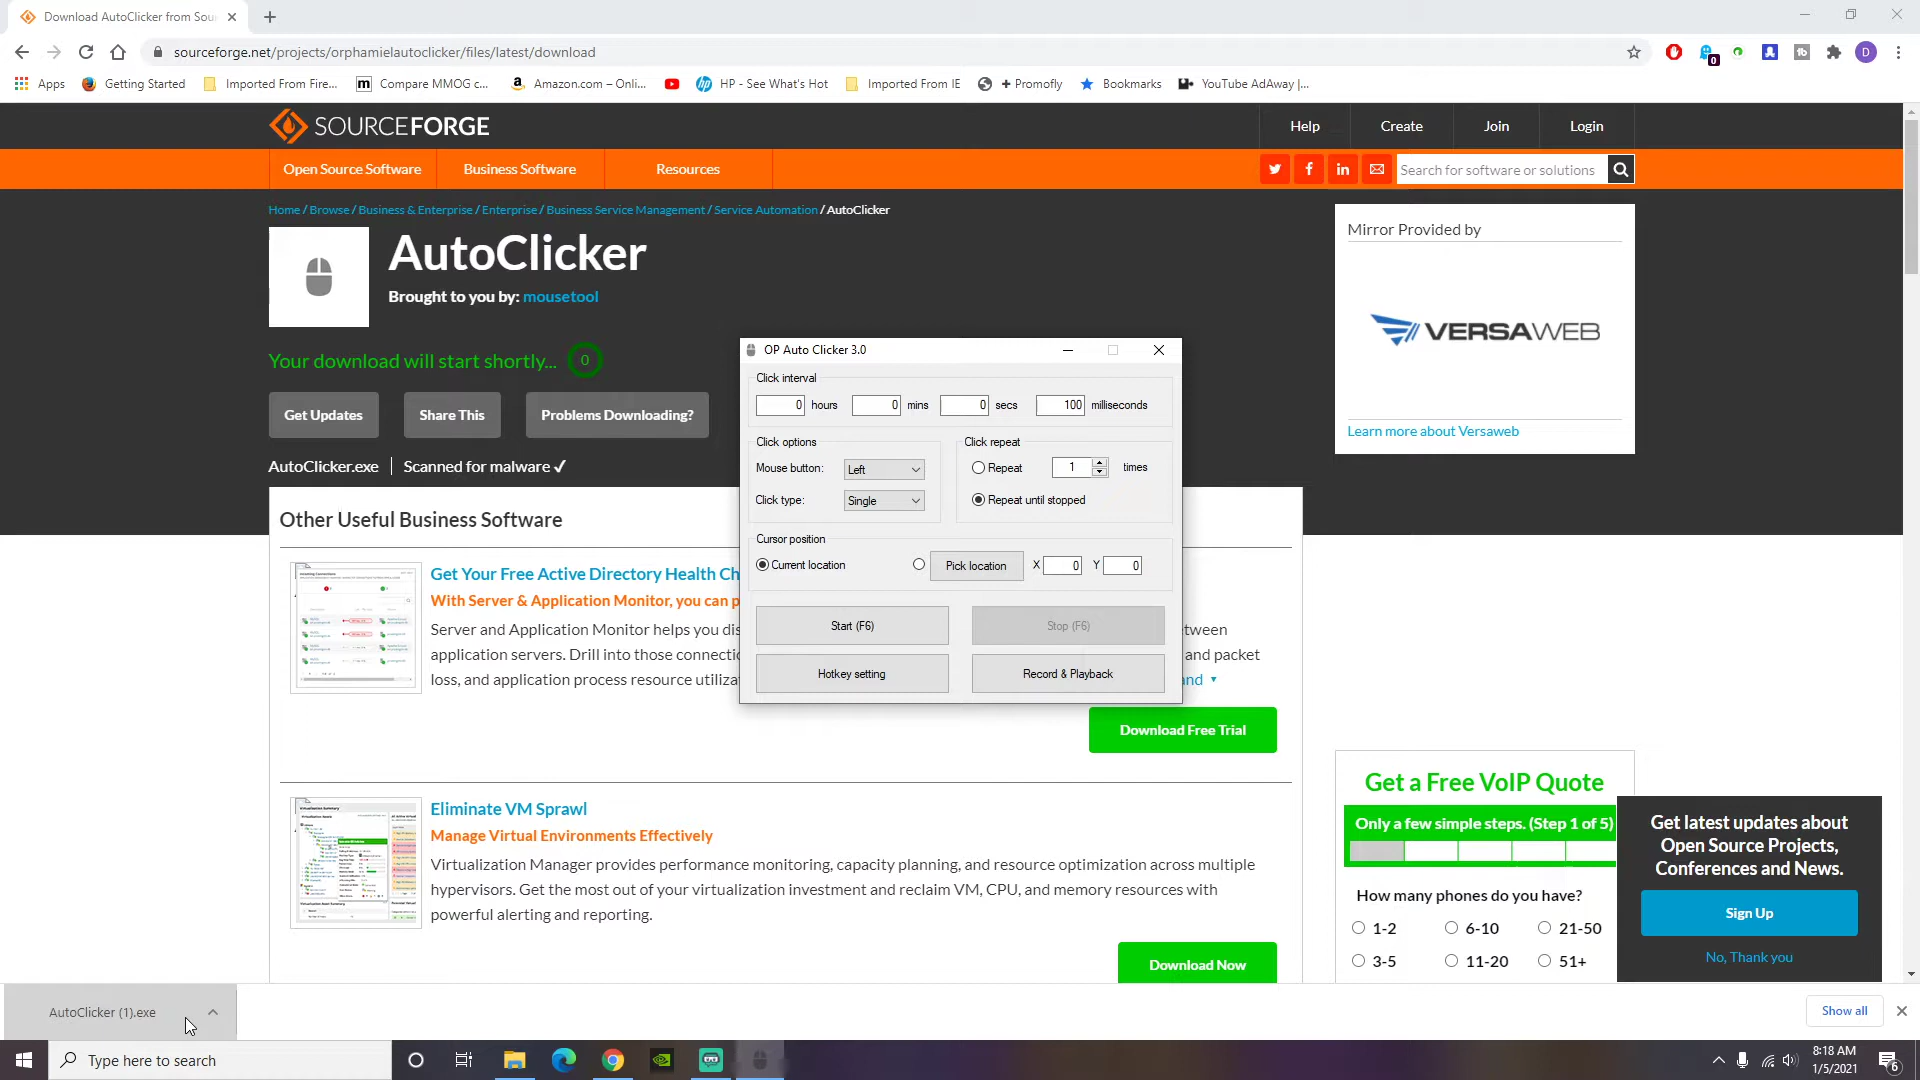 Download AutoClicker from Sou
sourceforge.net/projects/orphamielautoclicker/files/latest/download
0
D
Apps
Getting Started
Imported From Fire...
m
Compare MMOG c...
Amazon.com – Onli...
HP - See What's Hot
Imported From IE
+ Promofly
Bookmarks
YouTube AdAway |...
SOURCEFORGE
Help
Create
Join
Login
Open Source Software
Business Software
Resources
Search for software or solutions
Home / Browse / Business & Enterprise / Enterprise / Business Service Management / Service Automation / AutoClicker
AutoClicker
Brought to you by: mousetool
Your download will start shortly... 0
Get Updates
Share This
Problems Downloading?
AutoClicker.exe
Scanned for malware ✓
Mirror Provided by
VERSAWEB
Learn more about Versaweb
OP Auto Clicker 3.0
Click interval
0 hours
0 mins
0 secs
100 milliseconds
Click options
Mouse button: Left
Click type: Single
Click repeat
Repeat 1 times
Repeat until stopped
Cursor position
Current location
Pick location
X 0
Y 0
Start (F6)
Stop (F6)
Hotkey setting
Record & Playback
Other Useful Business Software
Get Your Free Active Directory Health Ch
With Server & Application Monitor, you can p
Server and Application Monitor helps you dis
tween
application servers. Drill into those connectio
and packet
loss, and application process resource utiliza
and
Download Free Trial
Eliminate VM Sprawl
Manage Virtual Environments Effectively
Virtualization Manager provides performance monitoring, capacity planning, and resource optimization across multiple
hypervisors. Get the most out of your virtualization investment and reclaim VM, CPU, and memory resources with
powerful alerting and reporting.
Download Now
Get a Free VoIP Quote
Only a few simple steps. (Step 1 of 5)
How many phones do you have?
1-2
6-10
21-50
3-5
11-20
51+
Get latest updates about
Open Source Projects,
Conferences and News.
Sign Up
No, Thank you
AutoClicker (1).exe
Show all
Type here to search
8:18 AM
1/5/2021
6